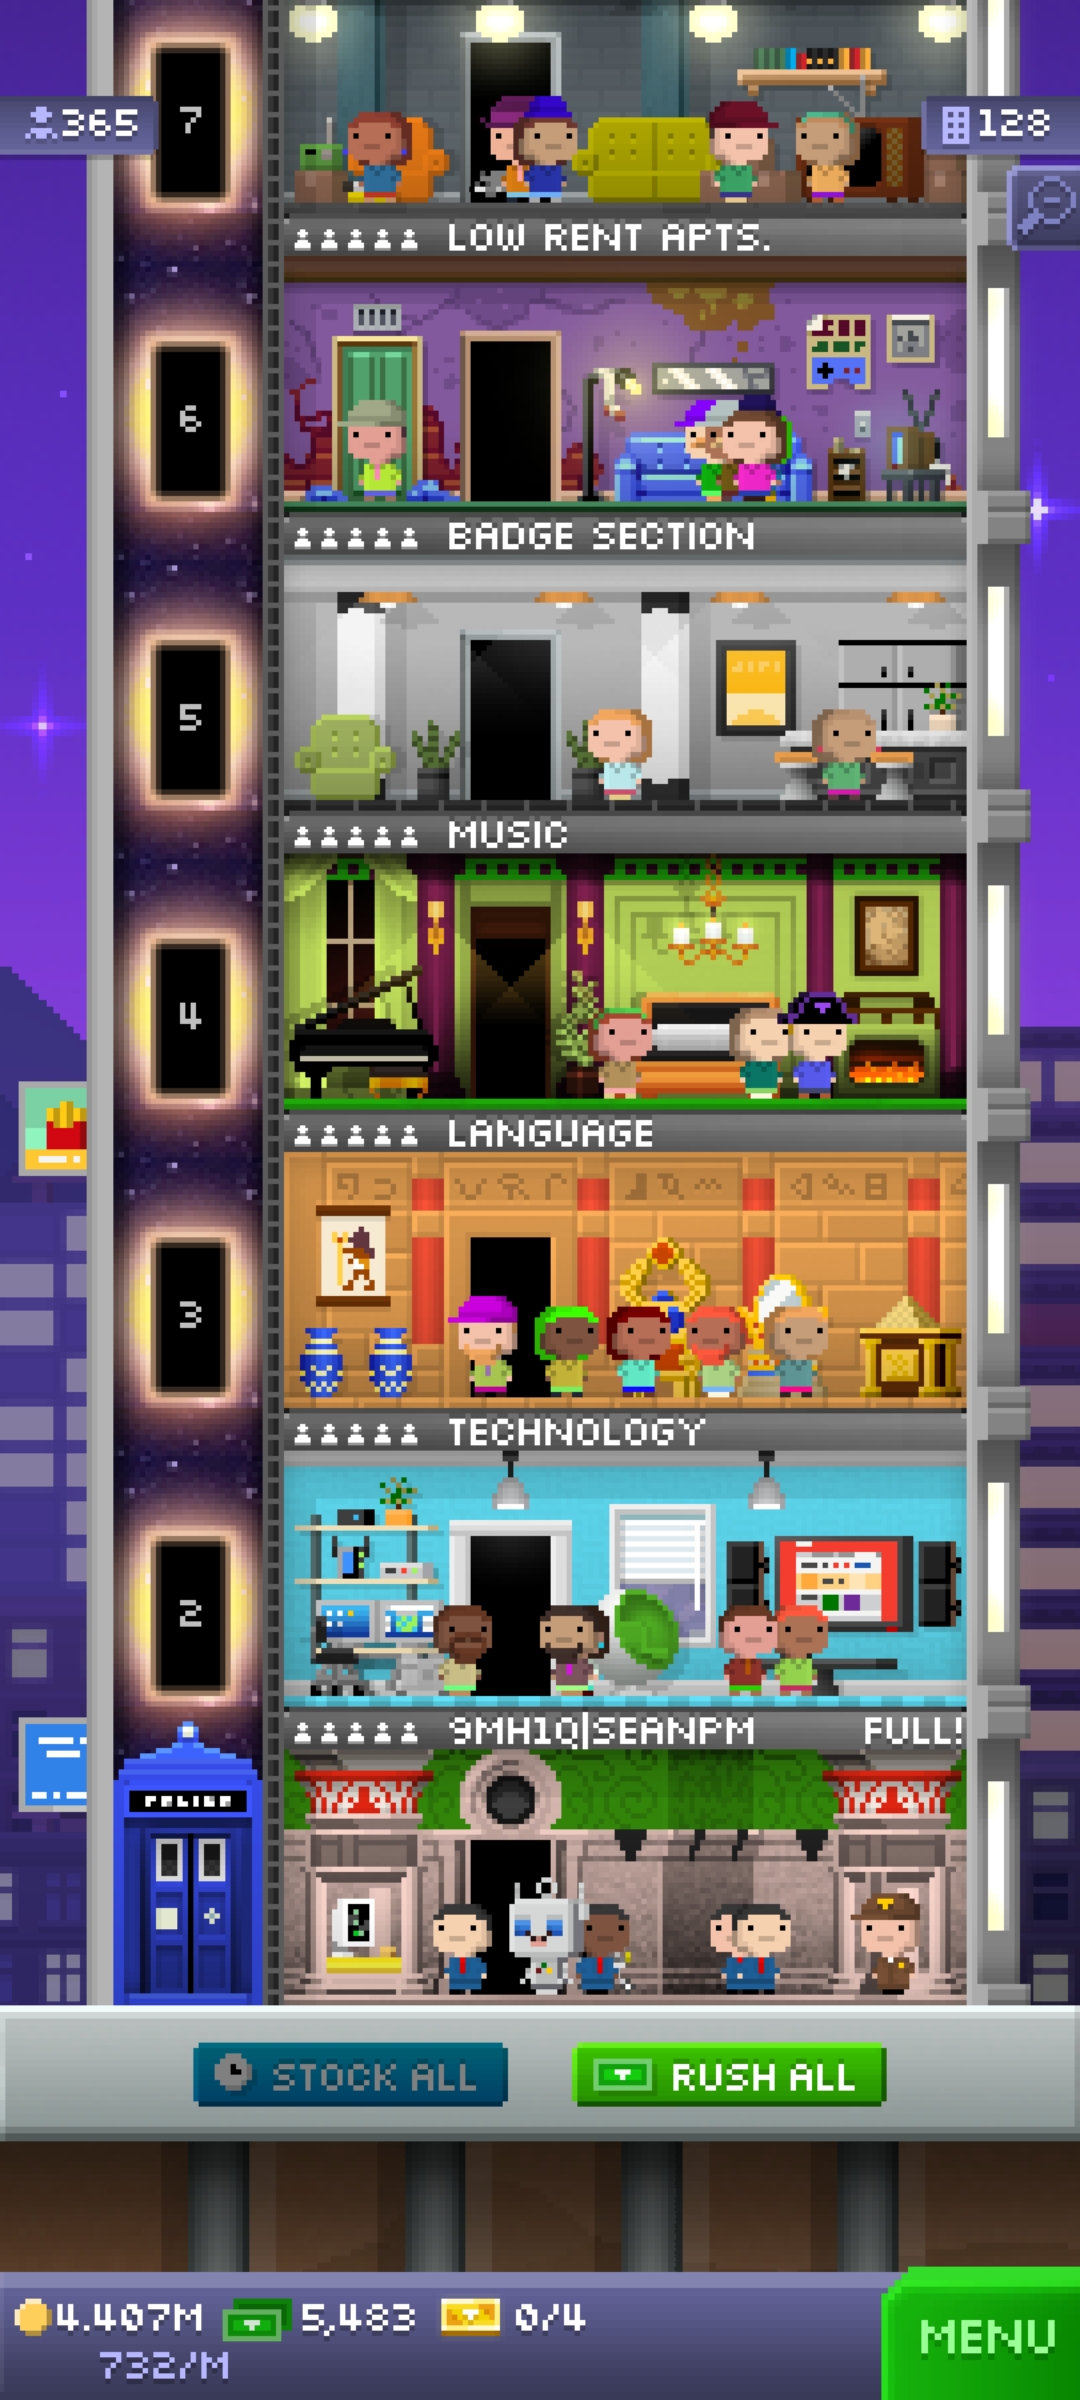 7
365
128
LOW RENT APTS.
6
BADGE SECTION
5
MUSIC
4
LANGUAGE
3
TECHNOLOGY
2
9MH1Q|SEANPM FULL!
POLICE
STOCK ALL
RUSH ALL
4.407M 5,483 0/4
732/M
MENU